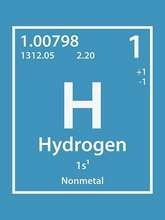 1.00798 1
1312.05 2.20 +1
-1
H
Hydrogen
1s¹
Nonmetal